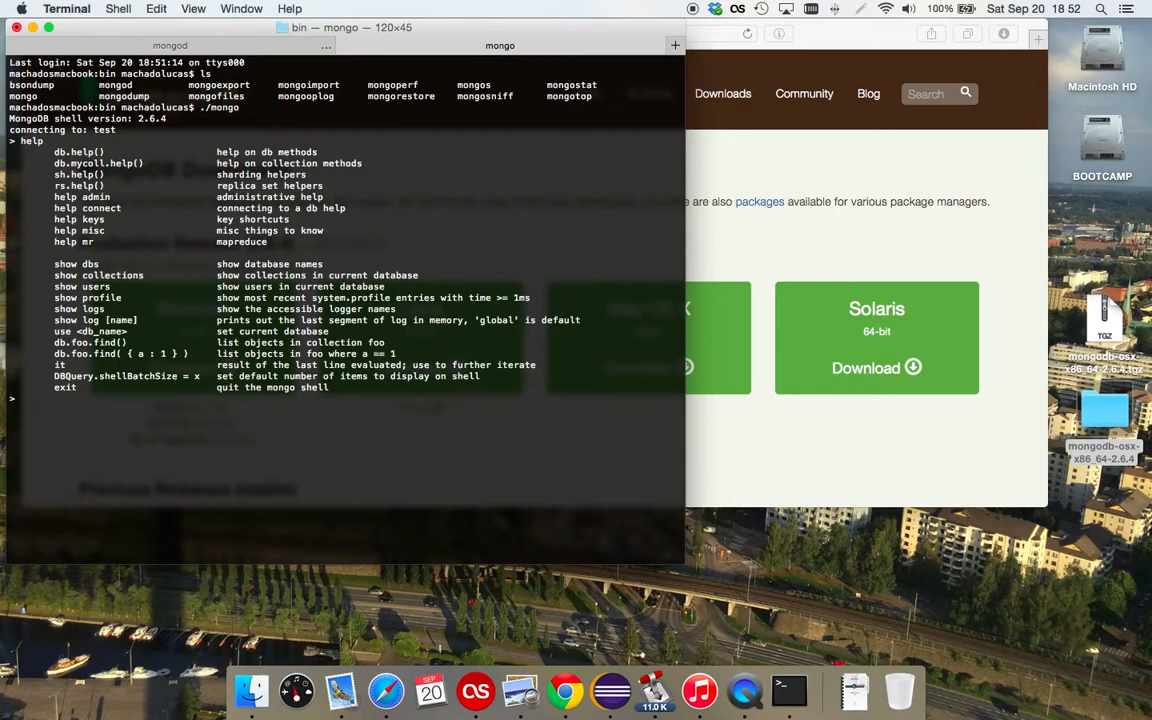 Terminal Shell Edit View Window Help 100% Sat Sep 20 18:52
bin — mongo — 120×45
mongod ... mongo +
Last login: Sat Sep 20 18:51:14 on ttys000
machadosmacbook:bin machadolucas$ ls
bsondump mongod mongoexport mongoimport mongoperf mongos mongostat
mongo mongodump mongofiles mongooplog mongorestore mongosniff mongotop
machadosmacbook:bin machadolucas$ ./mongo
MongoDB shell version: 2.6.4
connecting to: test
> help
db.help() help on db methods
db.mycoll.help() help on collection methods
sh.help() sharding helpers
rs.help() replica set helpers
help admin administrative help
help connect connecting to a db help
help keys key shortcuts
help misc misc things to know
help mr mapreduce
show dbs show database names
show collections show collections in current database
show users show users in current database
show profile show most recent system.profile entries with time >= 1ms
show logs show the accessible logger names
show log [name] prints out the last segment of log in memory, 'global' is default
use <db_name> set current database
db.foo.find() list objects in collection foo
db.foo.find( { a : 1 } ) list objects in foo where a == 1
it result of the last line evaluated; use to further iterate
DBQuery.shellBatchSize = x set default number of items to display on shell
exit quit the mongo shell
>
Downloads Community Blog Search
are also packages available for various package managers.
X
Solaris
64-bit
Download
Macintosh HD
BOOTCAMP
TGZ
mongodb-osx-
x86_64-2.6.4.tgz
mongodb-osx-
x86_64-2.6.4
SEP
20
11.0 K
>_